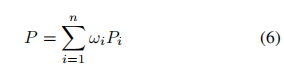 P = \sum_{i=1}^{n} \omega_i P_i (6)